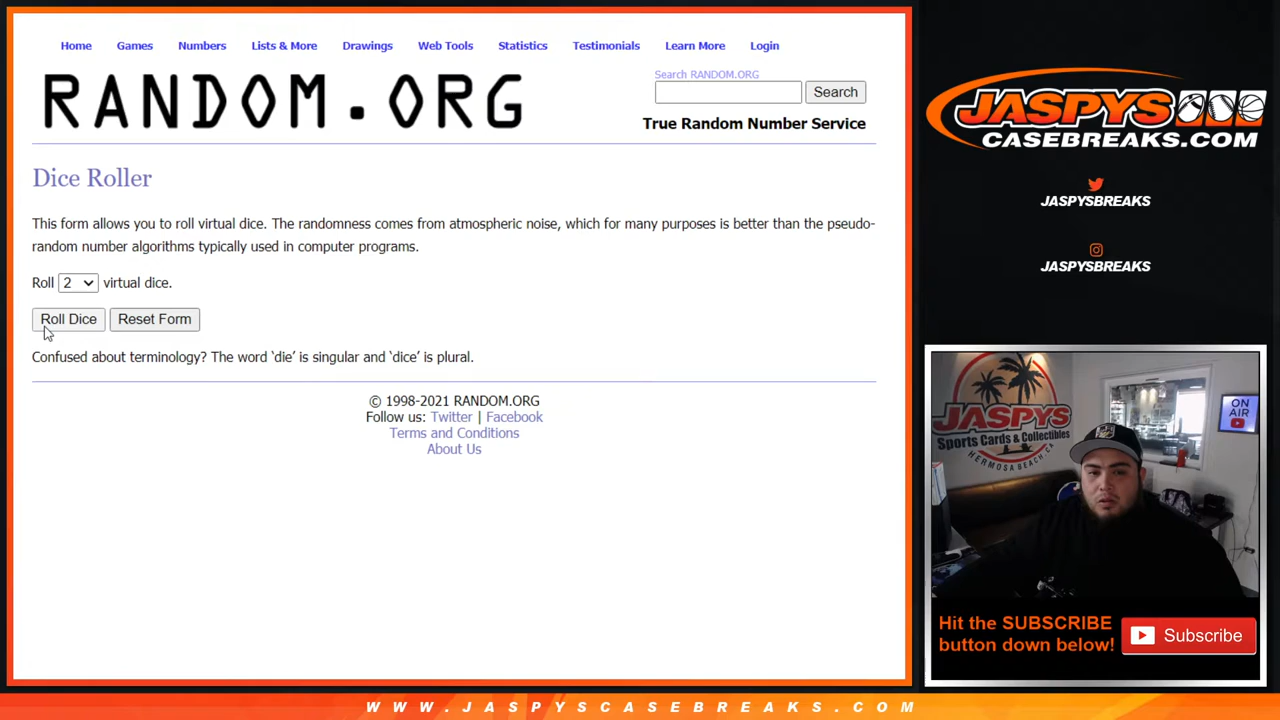 Home Games Numbers Lists & More Drawings Web Tools Statistics Testimonials Learn More Login
RANDOM.ORG
Search RANDOM.ORG
Search
True Random Number Service
Dice Roller
This form allows you to roll virtual dice. The randomness comes from atmospheric noise, which for many purposes is better than the pseudo-
random number algorithms typically used in computer programs.
Roll 2 virtual dice.
Roll Dice Reset Form
Confused about terminology? The word ‘die’ is singular and ‘dice’ is plural.
© 1998-2021 RANDOM.ORG
Follow us: Twitter | Facebook
Terms and Conditions
About Us
JASPYS
CASEBREAKS.COM
JASPYSBREAKS
JASPYSBREAKS
JASPYS
Sports Cards & Collectibles
HERMOSA BEACH, CA
ON
AIR
Hit the SUBSCRIBE
button down below!
Subscribe
WWW.JASPYSCASEBREAKS.COM